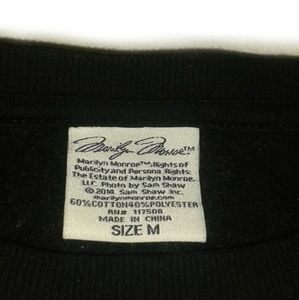 Marilyn Monroe™
Marilyn Monroe™; Rights of
Publicity and Persona Rights:
The Estate of Marilyn Monroe.
LLC. Photo by Sam Shaw
© 2014 Sam Shaw Inc.
marilynmonroe.com
60%COTTON40%POLYESTER
RN# 117508
MADE IN CHINA
SIZE M